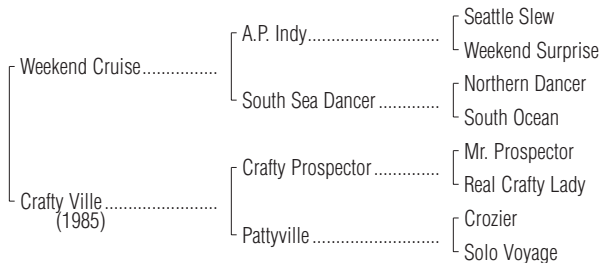 Seattle Slew
A.P. Indy
Weekend Surprise
Weekend Cruise
Northern Dancer
South Sea Dancer
South Ocean
Mr. Prospector
Crafty Prospector
Real Crafty Lady
Crafty Ville
(1985)
Crozier
Pattyville
Solo Voyage